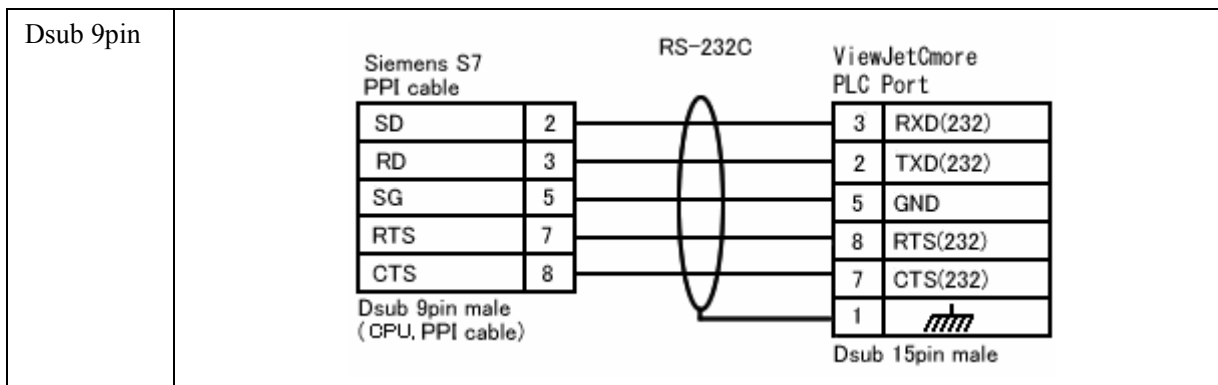 Dsub 9pin
RS-232C
Siemens S7
PPI cable
ViewJetCmore
PLC Port
SD 2 3 RXD(232)
RD 3 2 TXD(232)
SG 5 5 GND
RTS 7 8 RTS(232)
CTS 8 7 CTS(232)
1
Dsub 9pin male
(CPU, PPI cable)
Dsub 15pin male